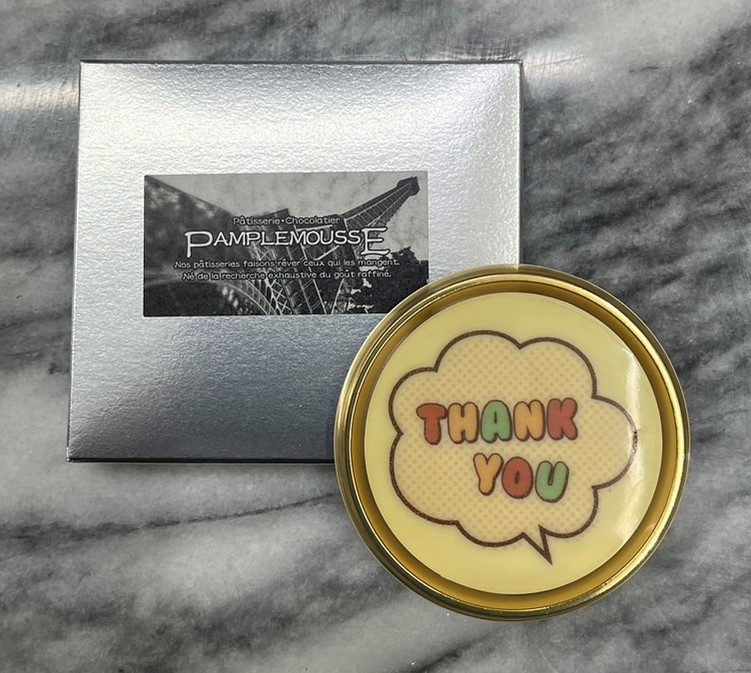 Pâtisserie•Chocolatier
PAMPLEMOUSSE
Nos pâtisseries faisons rêver ceux qui les mangent.
Né de la recherche exhaustive du goût raffiné.
THANK
YOU